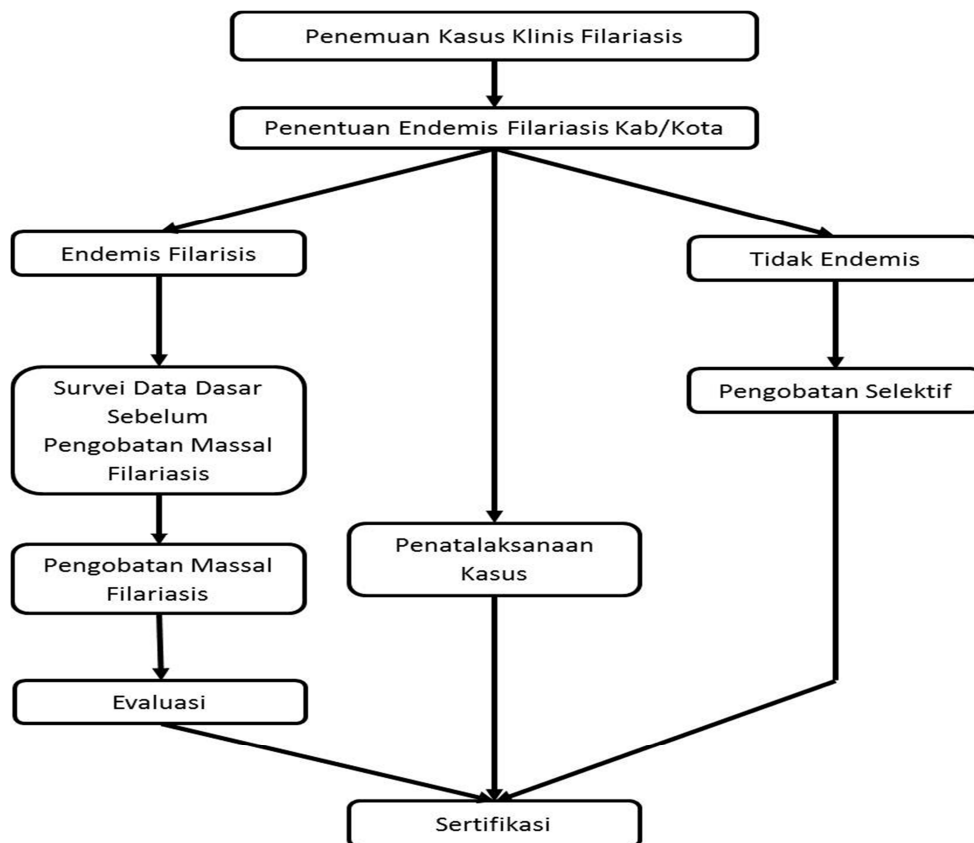 Penemuan Kasus Klinis Filariasis
Penentuan Endemis Filariasis Kab/Kota
Endemis Filarisis
Tidak Endemis
Survei Data Dasar
Sebelum
Pengobatan Massal
Filariasis
Pengobatan Selektif
Penatalaksanaan
Kasus
Pengobatan Massal
Filariasis
Evaluasi
Sertifikasi